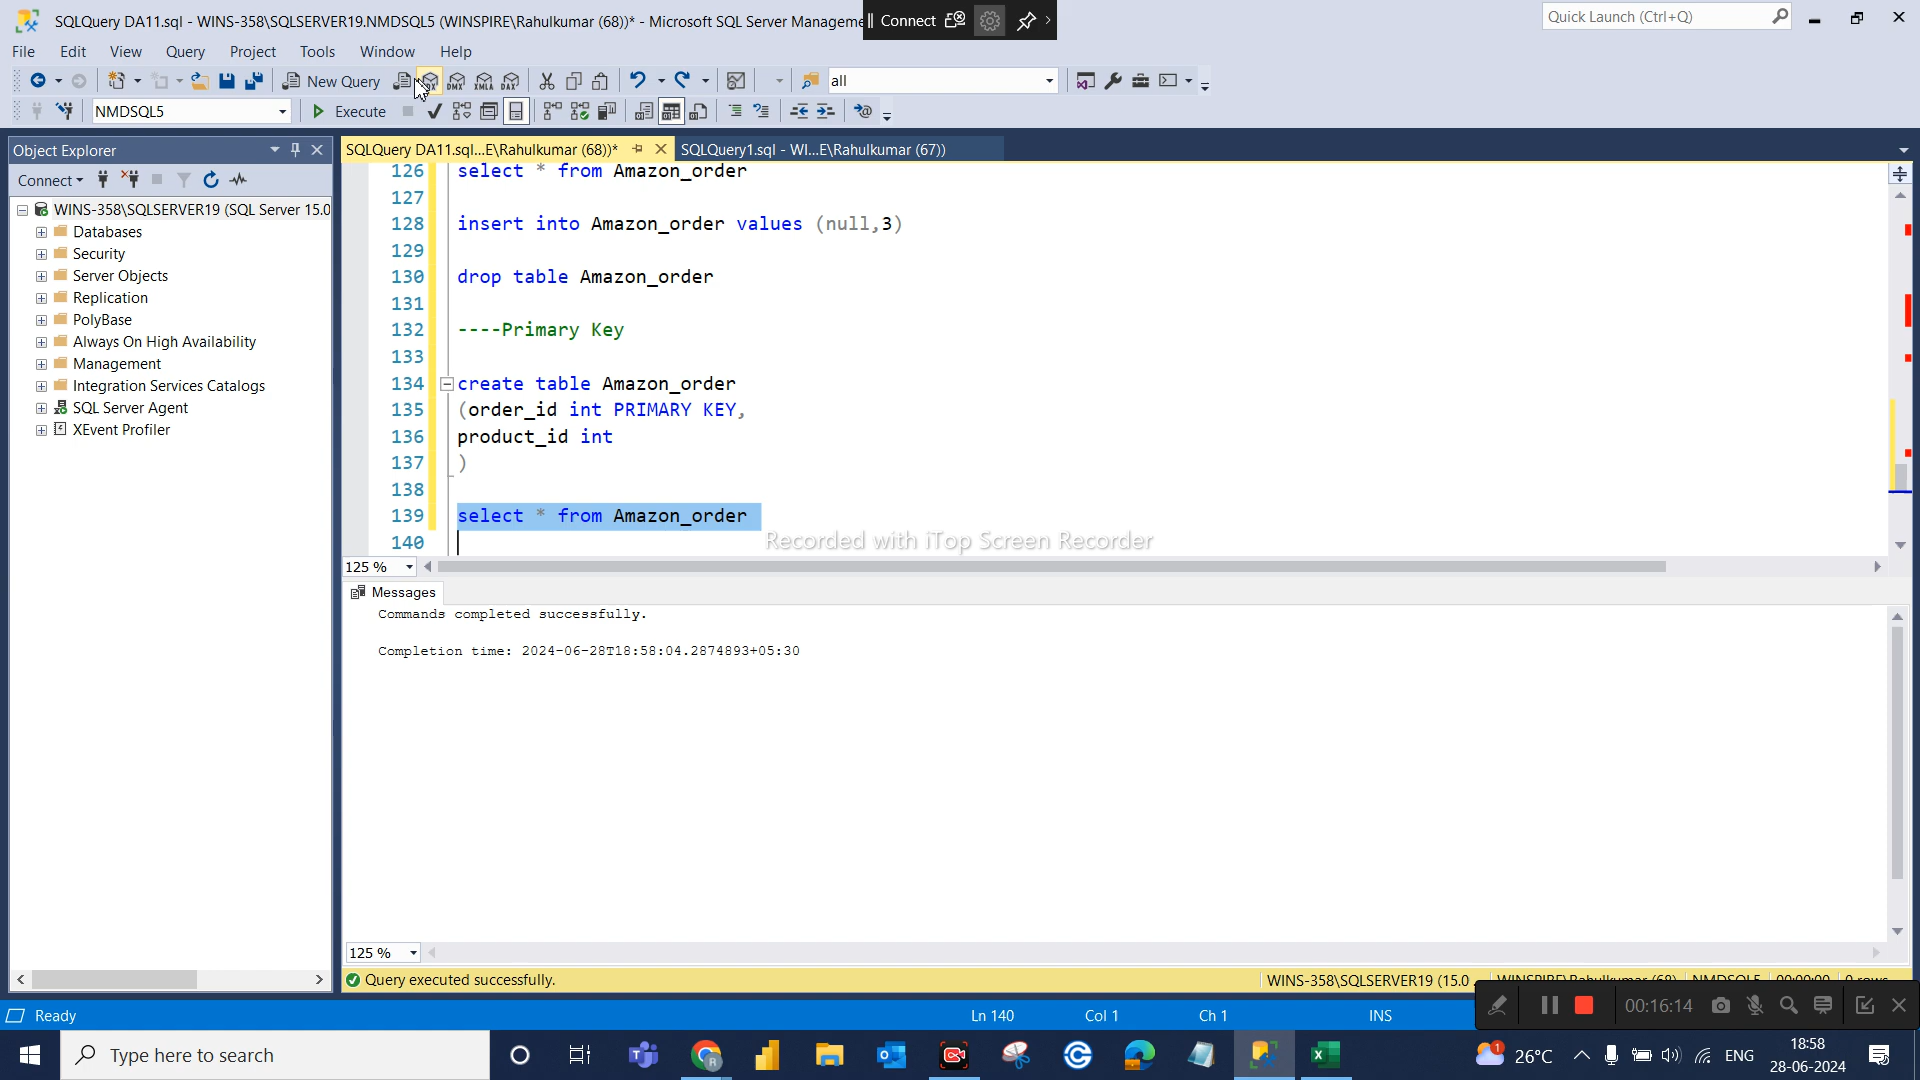 SQLQuery DA11.sql - WINS-358\SQLSERVER19.NMDSQL5 (WINSPIRE\Rahulkumar (68))* - Microsoft SQL Server Manageme
Connect
Quick Launch (Ctrl+Q)
File Edit View Query Project Tools Window Help
New Query
DMX XMLA DAX
all
NMDSQL5
Execute
Object Explorer
Connect
WINS-358\SQLSERVER19 (SQL Server 15.0
Databases
Security
Server Objects
Replication
PolyBase
Always On High Availability
Management
Integration Services Catalogs
SQL Server Agent
XEvent Profiler
SQLQuery DA11.sql...E\Rahulkumar (68))*
SQLQuery1.sql - WI...E\Rahulkumar (67))
126 select * from Amazon_order
127
128 insert into Amazon_order values (null,3)
129
130 drop table Amazon_order
131
132 ----Primary Key
133
134 create table Amazon_order
135 (order_id int PRIMARY KEY,
136 product_id int
137 )
138
139 select * from Amazon_order
140
Recorded with iTop Screen Recorder
125 %
Messages
Commands completed successfully.
Completion time: 2024-06-28T18:58:04.2874893+05:30
125 %
Query executed successfully.
WINS-358\SQLSERVER19 (15.0 ... WINSPIRE\Rahulkumar (68) NMDSQL5 00:00:00 0 rows
Ready
Ln 140
Col 1
Ch 1
INS
00:16:14
Type here to search
26°C
ENG
18:58
28-06-2024